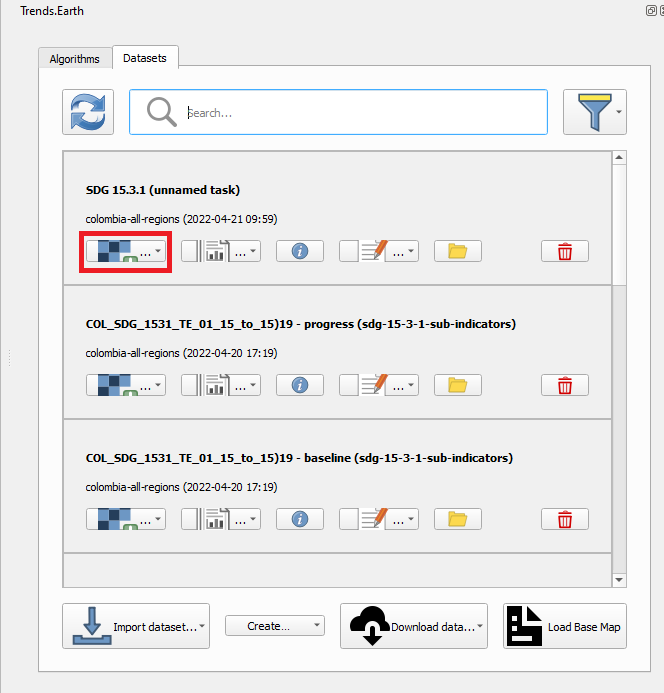 Trends.Earth
Algorithms
Datasets
Search...
SDG 15.3.1 (unnamed task)
colombia-all-regions (2022-04-21 09:59)
... ... i ...
COL_SDG_1531_TE_01_15_to_15)19 - progress (sdg-15-3-1-sub-indicators)
colombia-all-regions (2022-04-20 17:19)
... ... i ...
COL_SDG_1531_TE_01_15_to_15)19 - baseline (sdg-15-3-1-sub-indicators)
colombia-all-regions (2022-04-20 17:19)
... ... i ...
Import dataset...
Create...
Download data...
Load Base Map